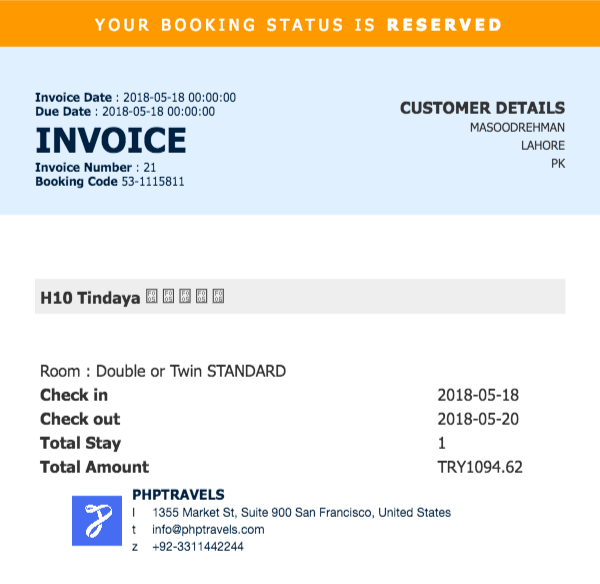 YOUR BOOKING STATUS IS RESERVED
Invoice Date : 2018-05-18 00:00:00
Due Date : 2018-05-18 00:00:00
INVOICE
Invoice Number : 21
Booking Code 53-1115811
CUSTOMER DETAILS
MASOODREHMAN
LAHORE
PK
H10 Tindaya
Room : Double or Twin STANDARD
Check in 2018-05-18
Check out 2018-05-20
Total Stay 1
Total Amount TRY1094.62
PHPTRAVELS
l 1355 Market St, Suite 900 San Francisco, United States
t info@phptravels.com
z +92-3311442244